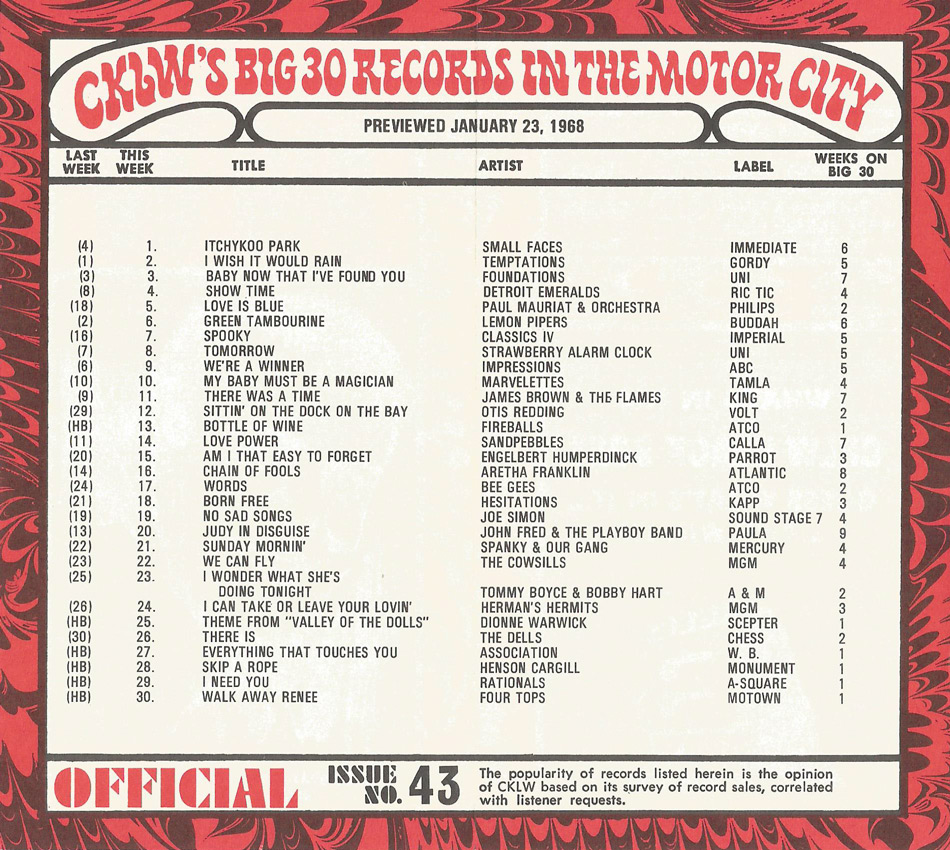 CKLW'S BIG 30 RECORDS IN THE MOTOR CITY
PREVIEWED JANUARY 23, 1968
LAST WEEK THIS WEEK TITLE ARTIST LABEL WEEKS ON BIG 30
(4) 1. ITCHYKOO PARK SMALL FACES IMMEDIATE 6
(1) 2. I WISH IT WOULD RAIN TEMPTATIONS GORDY 5
(3) 3. BABY NOW THAT I'VE FOUND YOU FOUNDATIONS UNI 7
(8) 4. SHOW TIME DETROIT EMERALDS RIC TIC 4
(18) 5. LOVE IS BLUE PAUL MAURIAT & ORCHESTRA PHILIPS 2
(2) 6. GREEN TAMBOURINE LEMON PIPERS BUDDAH 6
(16) 7. SPOOKY CLASSICS IV IMPERIAL 5
(7) 8. TOMORROW STRAWBERRY ALARM CLOCK UNI 5
(6) 9. WE'RE A WINNER IMPRESSIONS ABC 5
(10) 10. MY BABY MUST BE A MAGICIAN MARVELETTES TAMLA 4
(9) 11. THERE WAS A TIME JAMES BROWN & THE FLAMES KING 7
(29) 12. SITTIN' ON THE DOCK ON THE BAY OTIS REDDING VOLT 2
(HB) 13. BOTTLE OF WINE FIREBALLS ATCO 1
(11) 14. LOVE POWER SANDPEBBLES CALLA 7
(20) 15. AM I THAT EASY TO FORGET ENGELBERT HUMPERDINCK PARROT 3
(14) 16. CHAIN OF FOOLS ARETHA FRANKLIN ATLANTIC 8
(24) 17. WORDS BEE GEES ATCO 2
(21) 18. BORN FREE HESITATIONS KAPP 3
(19) 19. NO SAD SONGS JOE SIMON SOUND STAGE 7 4
(13) 20. JUDY IN DISGUISE JOHN FRED & THE PLAYBOY BAND PAULA 9
(22) 21. SUNDAY MORNIN' SPANKY & OUR GANG MERCURY 4
(23) 22. WE CAN FLY THE COWSILLS MGM 4
(25) 23. I WONDER WHAT SHE'S
DOING TONIGHT TOMMY BOYCE & BOBBY HART A & M 2
(26) 24. I CAN TAKE OR LEAVE YOUR LOVIN' HERMAN'S HERMITS MGM 3
(HB) 25. THEME FROM "VALLEY OF THE DOLLS" DIONNE WARWICK SCEPTER 1
(30) 26. THERE IS THE DELLS CHESS 2
(HB) 27. EVERYTHING THAT TOUCHES YOU ASSOCIATION W. B. 1
(HB) 28. SKIP A ROPE HENSON CARGILL MONUMENT 1
(HB) 29. I NEED YOU RATIONALS A-SQUARE 1
(HB) 30. WALK AWAY RENEE FOUR TOPS MOTOWN 1
OFFICIAL ISSUE NO. 43
The popularity of records listed herein is the opinion
of CKLW based on its survey of record sales, correlated
with listener requests.